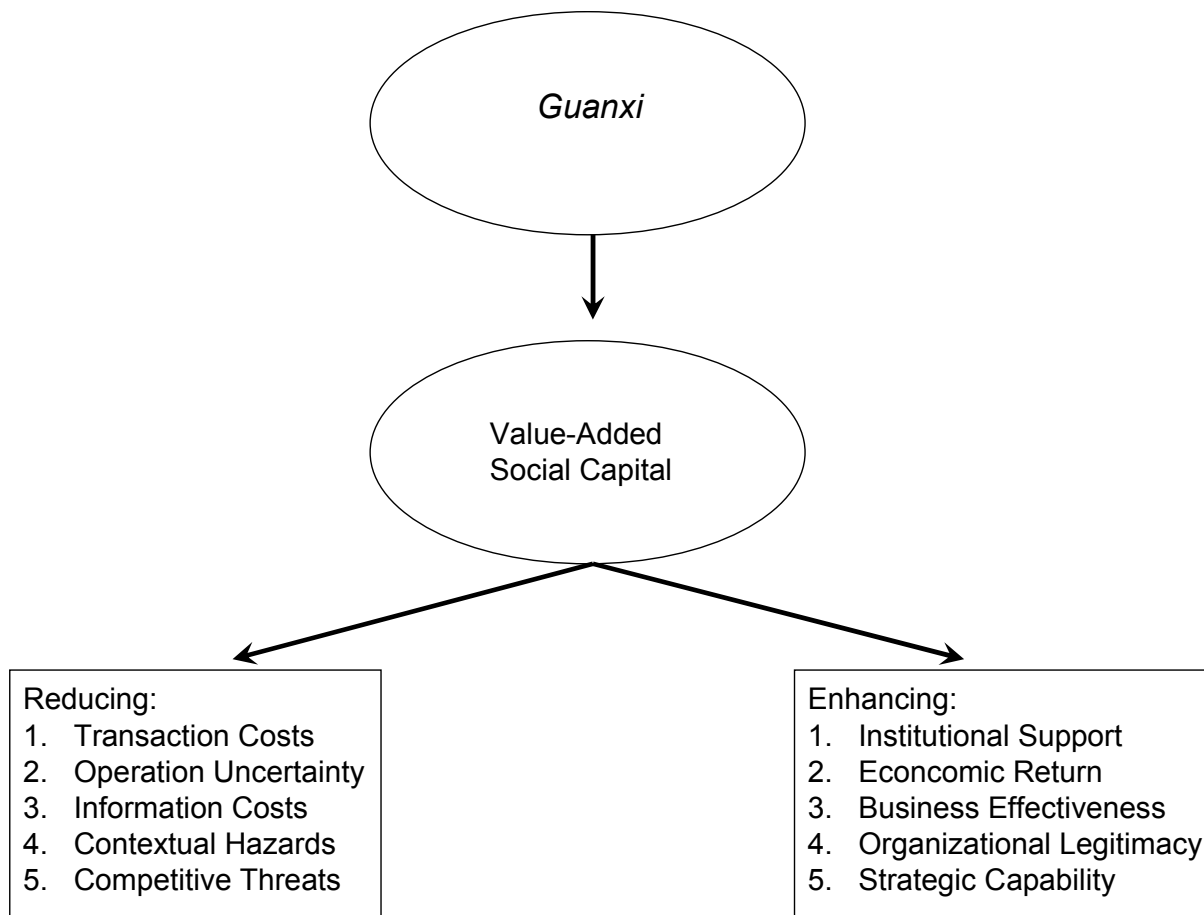 Guanxi
Value-Added
Social Capital
Reducing:
1. Transaction Costs
2. Operation Uncertainty
3. Information Costs
4. Contextual Hazards
5. Competitive Threats
Enhancing:
1. Institutional Support
2. Econcomic Return
3. Business Effectiveness
4. Organizational Legitimacy
5. Strategic Capability